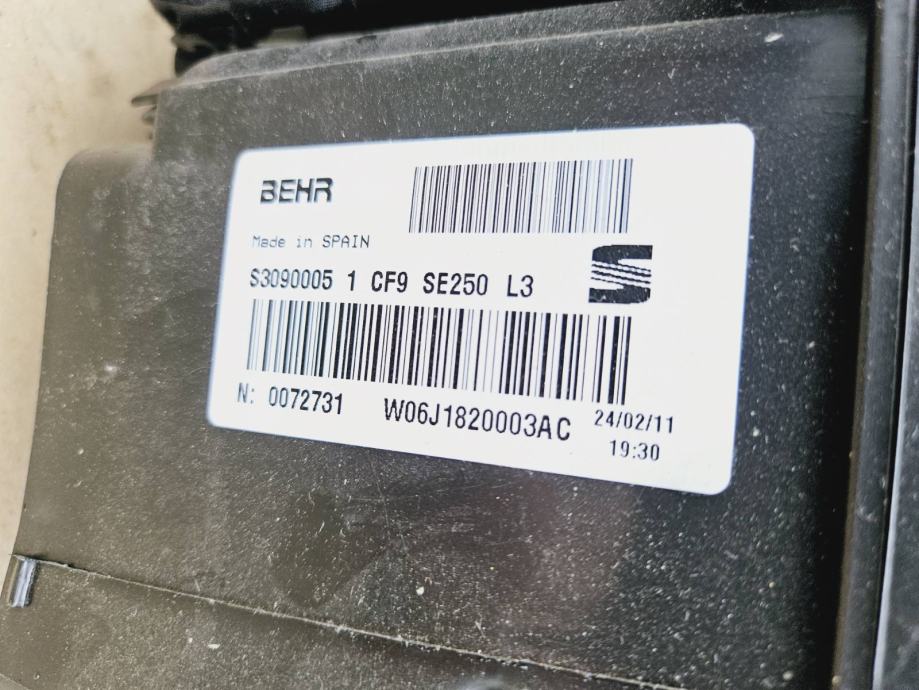 BEHR
Made in SPAIN
S3090005 1 CF9 SE250 L3
N: 0072731 W06J1820003AC 24/02/11
19:30